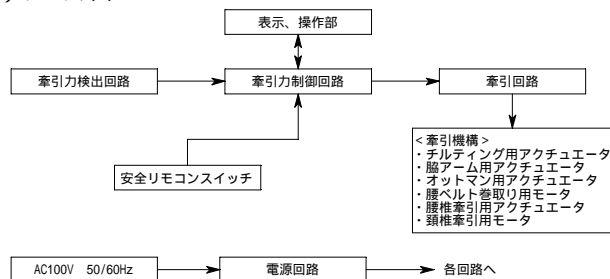 表示、操作部
牽引力検出回路
牽引力制御回路
牽引回路
＜牽引機構＞
・チルティング用アクチュエータ
・脇アーム用アクチュエータ
・オットマン用アクチュエータ
・腰ベルト巻取り用モータ
・腰椎牽引用アクチュエータ
・頚椎牽引用モータ
安全リモコンスイッチ
AC100V 50/60Hz
電源回路
各回路へ